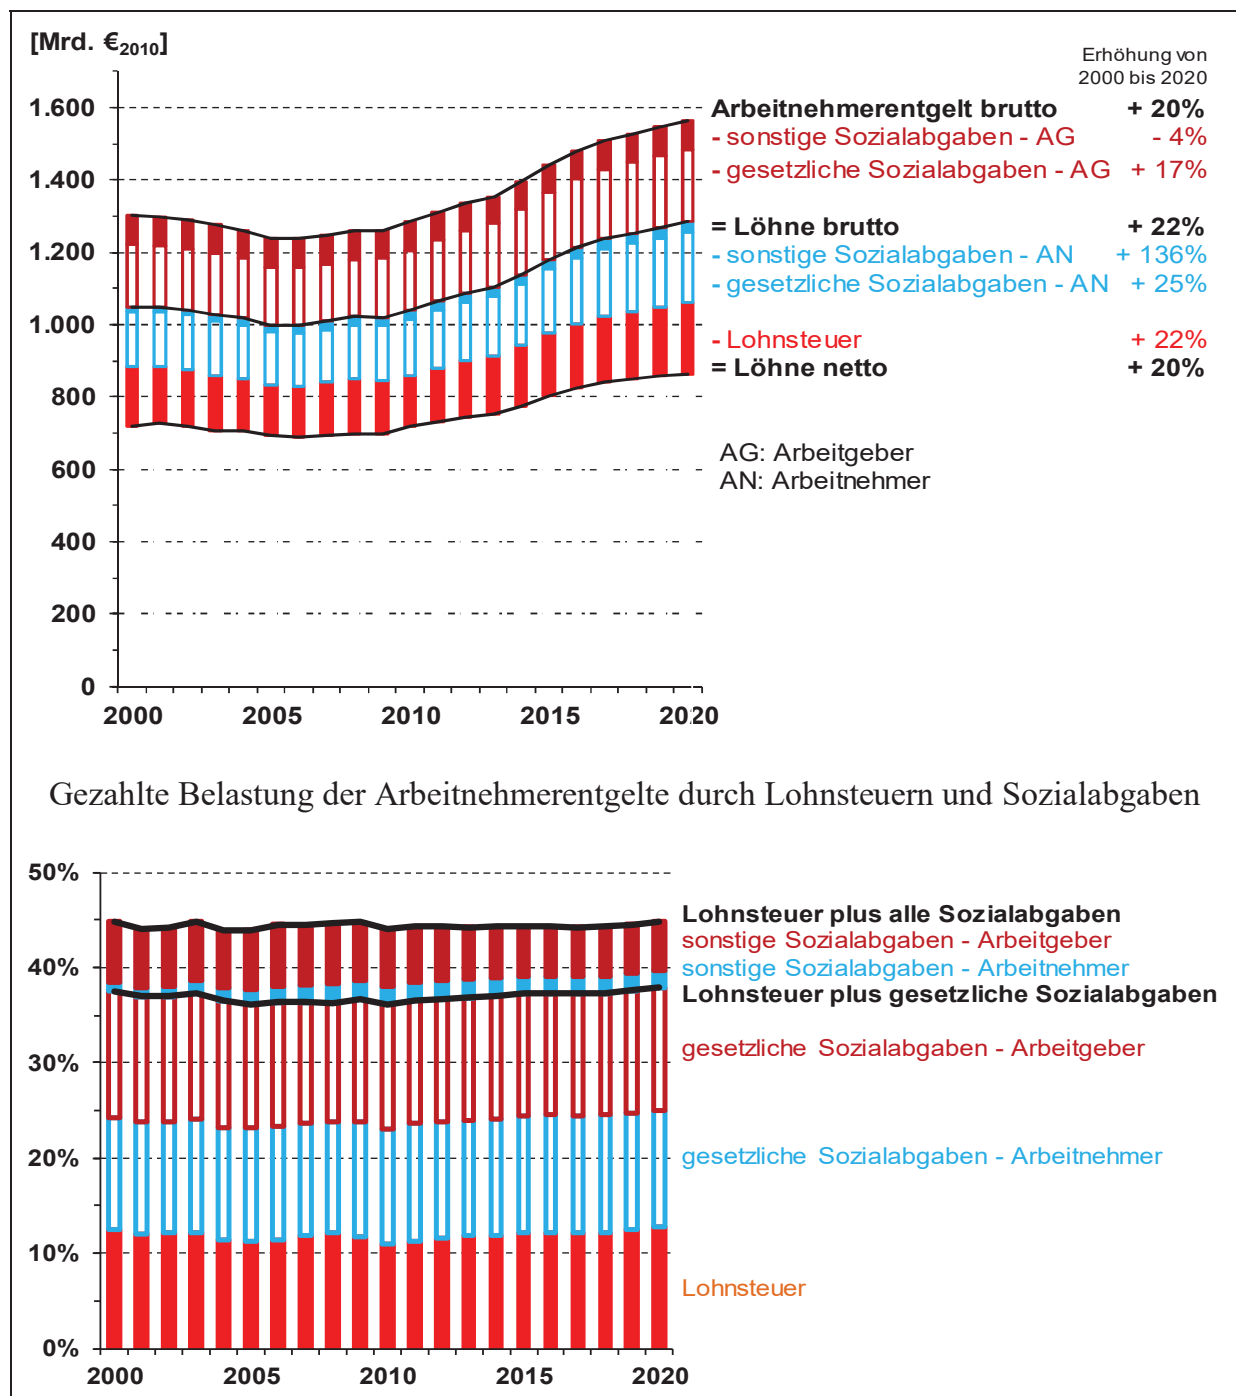 [Mrd. €2010]
Erhöhung von
2000 bis 2020
1.600
Arbeitnehmerentgelt brutto + 20%
- sonstige Sozialabgaben - AG - 4%
- gesetzliche Sozialabgaben - AG + 17%
1.400
= Löhne brutto + 22%
1.200
- sonstige Sozialabgaben - AN + 136%
- gesetzliche Sozialabgaben - AN + 25%
1.000
- Lohnsteuer + 22%
= Löhne netto + 20%
800
AG: Arbeitgeber
AN: Arbeitnehmer
600
400
200
0
2000 2005 2010 2015 2020
Gezahlte Belastung der Arbeitnehmerentgelte durch Lohnsteuern und Sozialabgaben
50%
Lohnsteuer plus alle Sozialabgaben
sonstige Sozialabgaben - Arbeitgeber
40%
sonstige Sozialabgaben - Arbeitnehmer
Lohnsteuer plus gesetzliche Sozialabgaben
gesetzliche Sozialabgaben - Arbeitgeber
30%
gesetzliche Sozialabgaben - Arbeitnehmer
20%
10%
Lohnsteuer
0%
2000 2005 2010 2015 2020